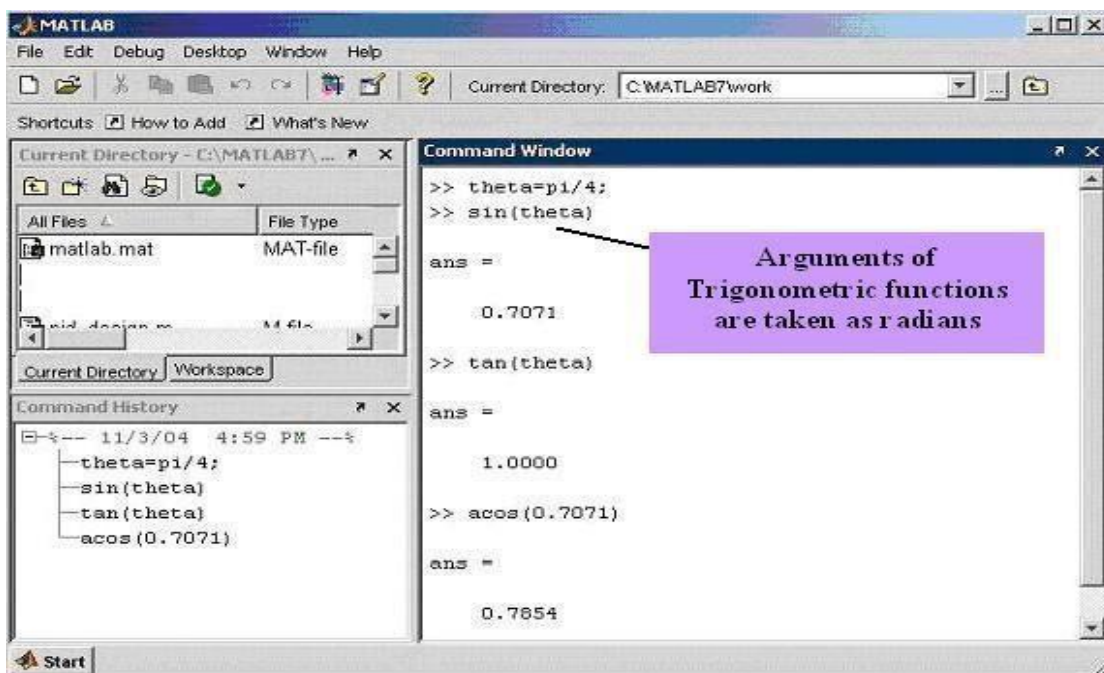 MATLAB
File Edit Debug Desktop Window Help
Current Directory: C:\MATLAB7\work
Shortcuts How to Add What's New
Current Directory - C:\MATLAB7\ ...
All Files File Type
matlab.mat MAT-file
pid_design.m M-file
Current Directory Workspace
Command History
%-- 11/3/04 4:59 PM --%
theta=pi/4;
sin(theta)
tan(theta)
acos(0.7071)
Start
Command Window
>> theta=pi/4;
>> sin(theta)
ans =
0.7071
>> tan(theta)
ans =
1.0000
>> acos(0.7071)
ans =
0.7854
Arguments of
Trigonometric functions
are taken as radians